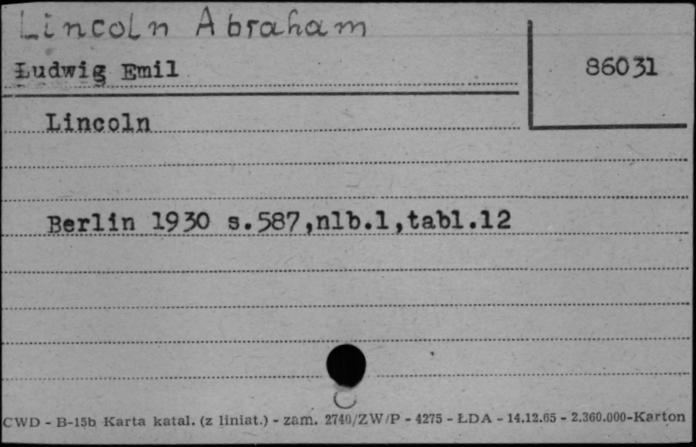 Lincoln Abraham
Ludwig Emil
86031
Lincoln
Berlin 1930 s.587,nlb.1,tabl.12
CWD - B-15b Karta katal. (z liniat.) - zam. 2740/ZW/P - 4275 - ŁDA - 14.12.65 - 2.360.000-Karton